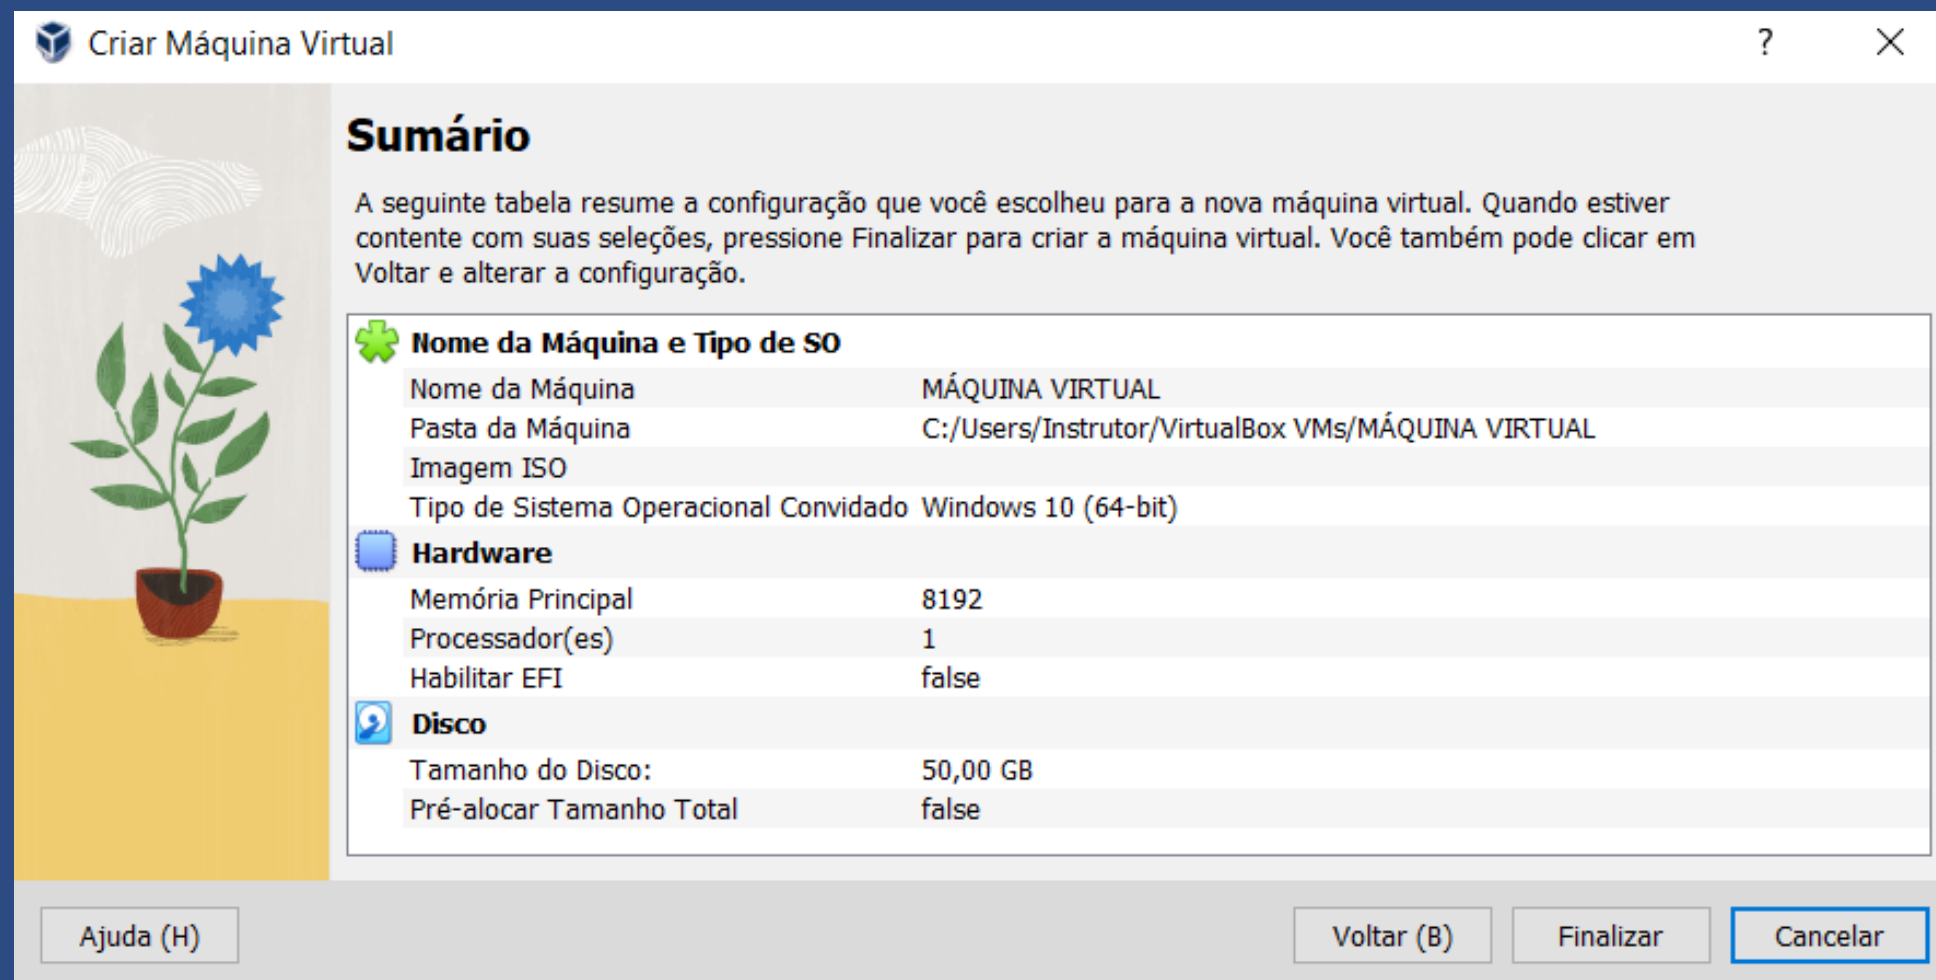 Criar Máquina Virtual
?
Sumário
A seguinte tabela resume a configuração que você escolheu para a nova máquina virtual. Quando estiver
contente com suas seleções, pressione Finalizar para criar a máquina virtual. Você também pode clicar em
Voltar e alterar a configuração.
Nome da Máquina e Tipo de SO
Nome da Máquina MÁQUINA VIRTUAL
Pasta da Máquina C:/Users/Instrutor/VirtualBox VMs/MÁQUINA VIRTUAL
Imagem ISO
Tipo de Sistema Operacional Convidado Windows 10 (64-bit)
Hardware
Memória Principal 8192
Processador(es) 1
Habilitar EFI false
Disco
Tamanho do Disco: 50,00 GB
Pré-alocar Tamanho Total false
Ajuda (H) Voltar (B) Finalizar Cancelar